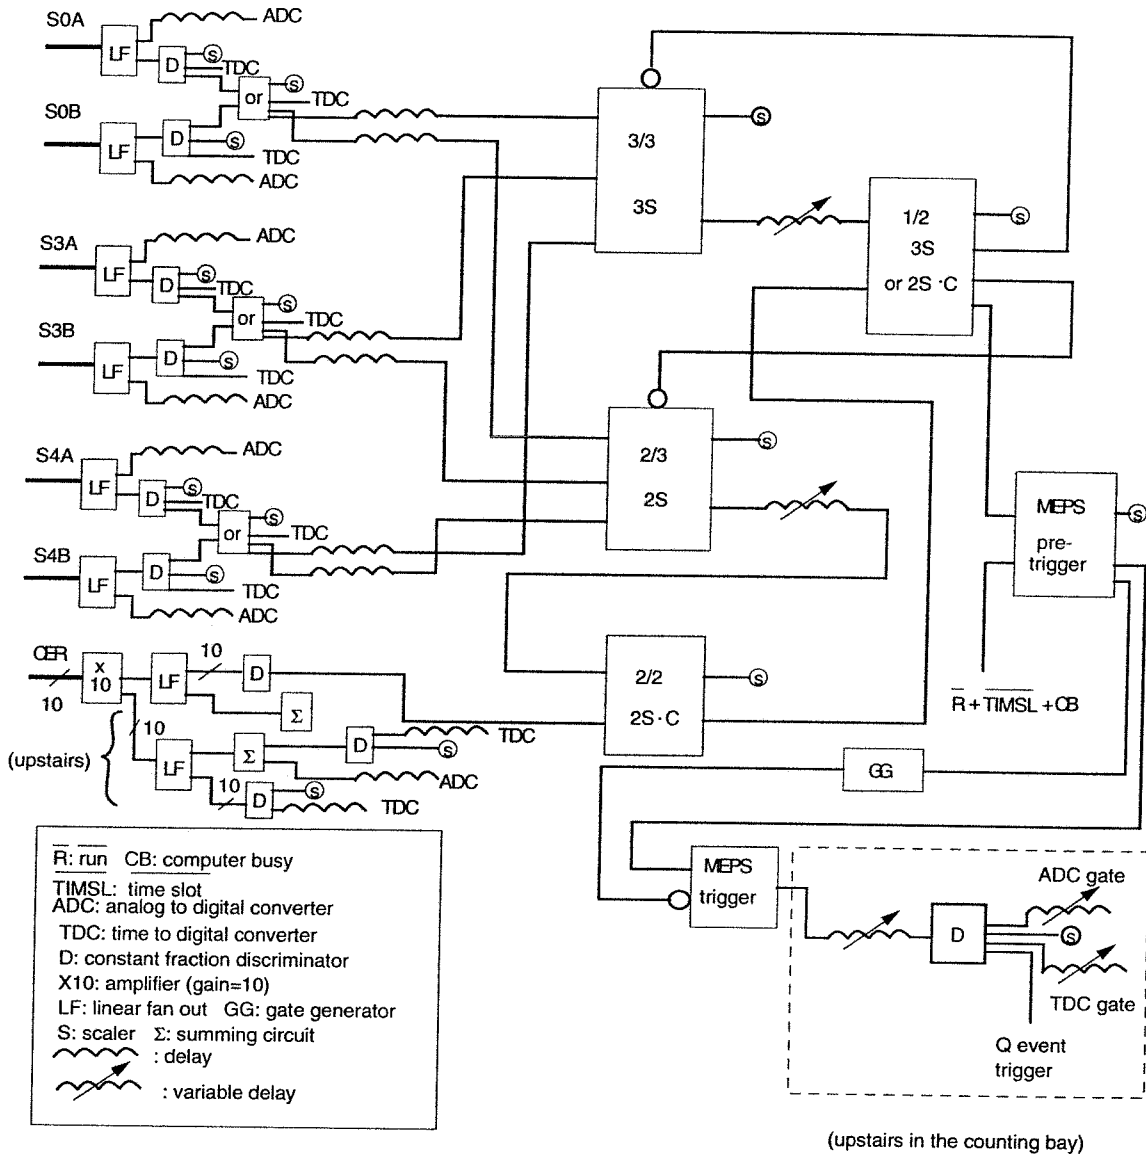 S0A
LF
ADC
D
S
TDC
or
S
TDC
S0B
LF
D
S
TDC
ADC
S3A
LF
ADC
D
S
TDC
or
S
TDC
S3B
LF
D
S
TDC
ADC
S4A
LF
ADC
D
S
TDC
or
S
TDC
S4B
LF
D
S
TDC
ADC
CER
10
X
10
LF
10
D
Σ
10
(upstairs)
LF
Σ
D
TDC
S
ADC
10
D
S
TDC
3/3
3S
S
1/2
3S
or 2S · C
S
2/3
2S
S
2/2
2S · C
S
MEPS
pre-
trigger
S
R + TIMSL + CB
GG
MEPS
trigger
D
ADC gate
S
TDC gate
Q event
trigger
(upstairs in the counting bay)
R: run CB: computer busy
TIMSL: time slot
ADC: analog to digital converter
TDC: time to digital converter
D: constant fraction discriminator
X10: amplifier (gain=10)
LF: linear fan out GG: gate generator
S: scaler Σ: summing circuit
: delay
: variable delay